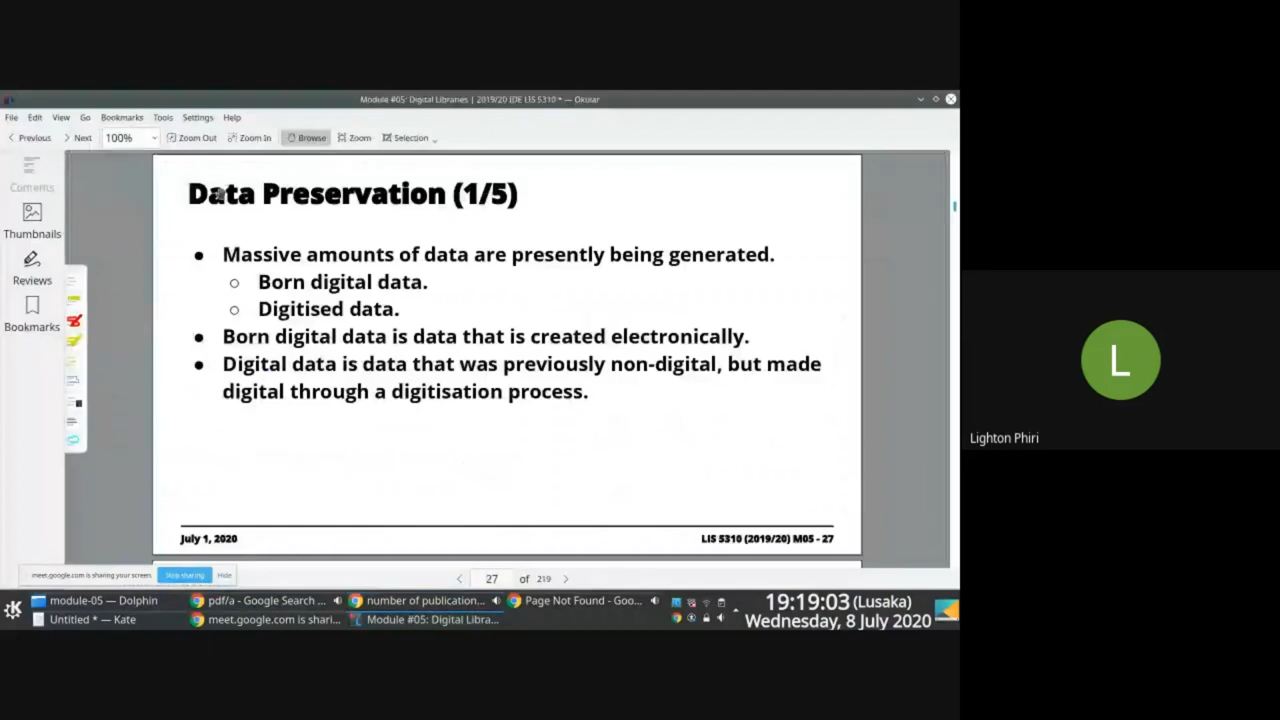 Module #05: Digital Libraries | 2019/20 IDE LIS 5310 * — Okular
File Edit View Go Bookmarks Tools Settings Help
Previous Next 100% Zoom Out Zoom In Browse Zoom Selection
Contents
Thumbnails
Reviews
Bookmarks
Data Preservation (1/5)
● Massive amounts of data are presently being generated.
○ Born digital data.
○ Digitised data.
● Born digital data is data that is created electronically.
● Digital data is data that was previously non-digital, but made
digital through a digitisation process.
July 1, 2020 LIS 5310 (2019/20) M05 - 27
meet.google.com is sharing your screen. Stop sharing Hide
27 of 219
module-05 — Dolphin pdf/a - Google Search ... number of publication... Page Not Found - Goo...
Untitled * — Kate meet.google.com is shari... Module #05: Digital Libra...
19:19:03 (Lusaka)
Wednesday, 8 July 2020
L
Lighton Phiri